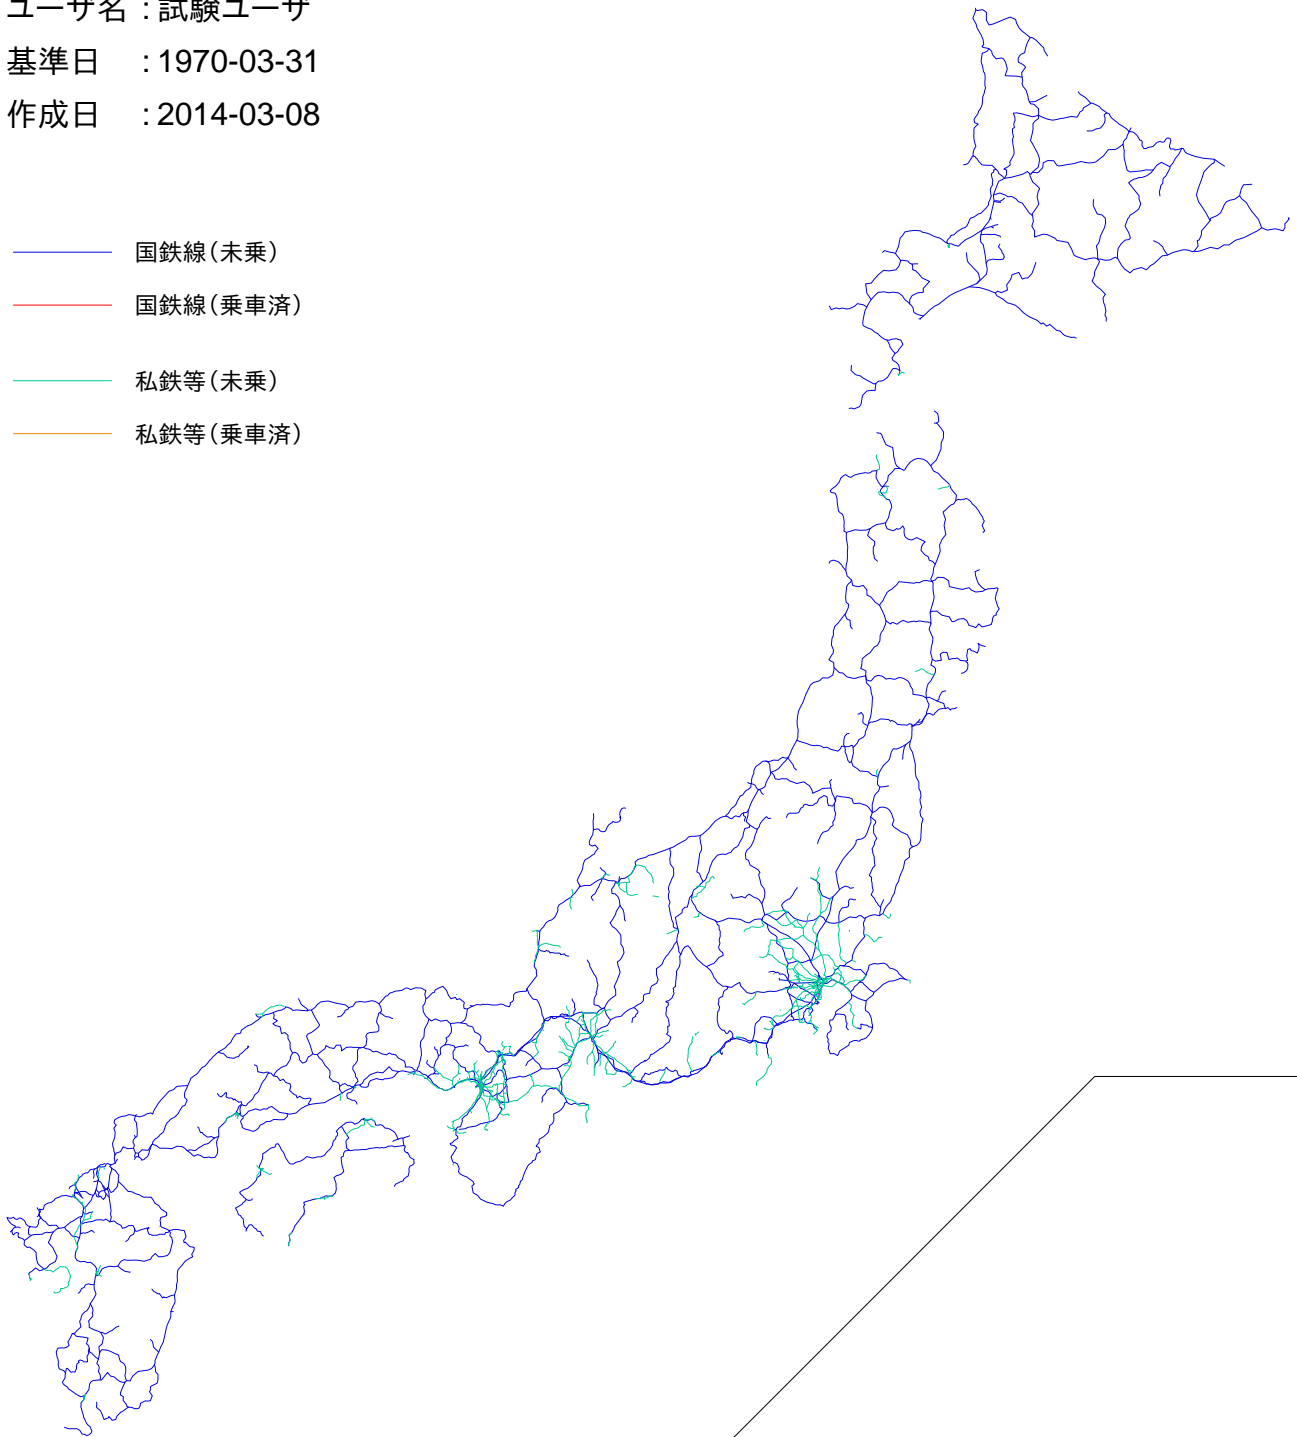 ユーザ名 : 試験ユーザ
基準日 : 1970-03-31
作成日 : 2014-03-08
国鉄線(未乗)
国鉄線(乗車済)
私鉄等(未乗)
私鉄等(乗車済)